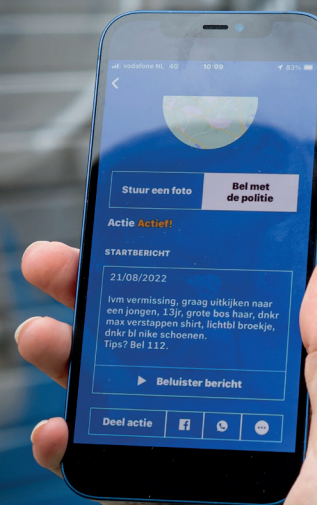 vodafone NL 4G 10:09 83%
Stuur een foto
Bel met
de politie
Actie Actief!
STARTBERICHT
21/08/2022
Ivm vermissing, graag uitkijken naar
een jongen, 13jr, grote bos haar, dnkr
max verstappen shirt, lichtbl broekje,
dnkr bl nike schoenen.
Tips? Bel 112.
Beluister bericht
Deel actie